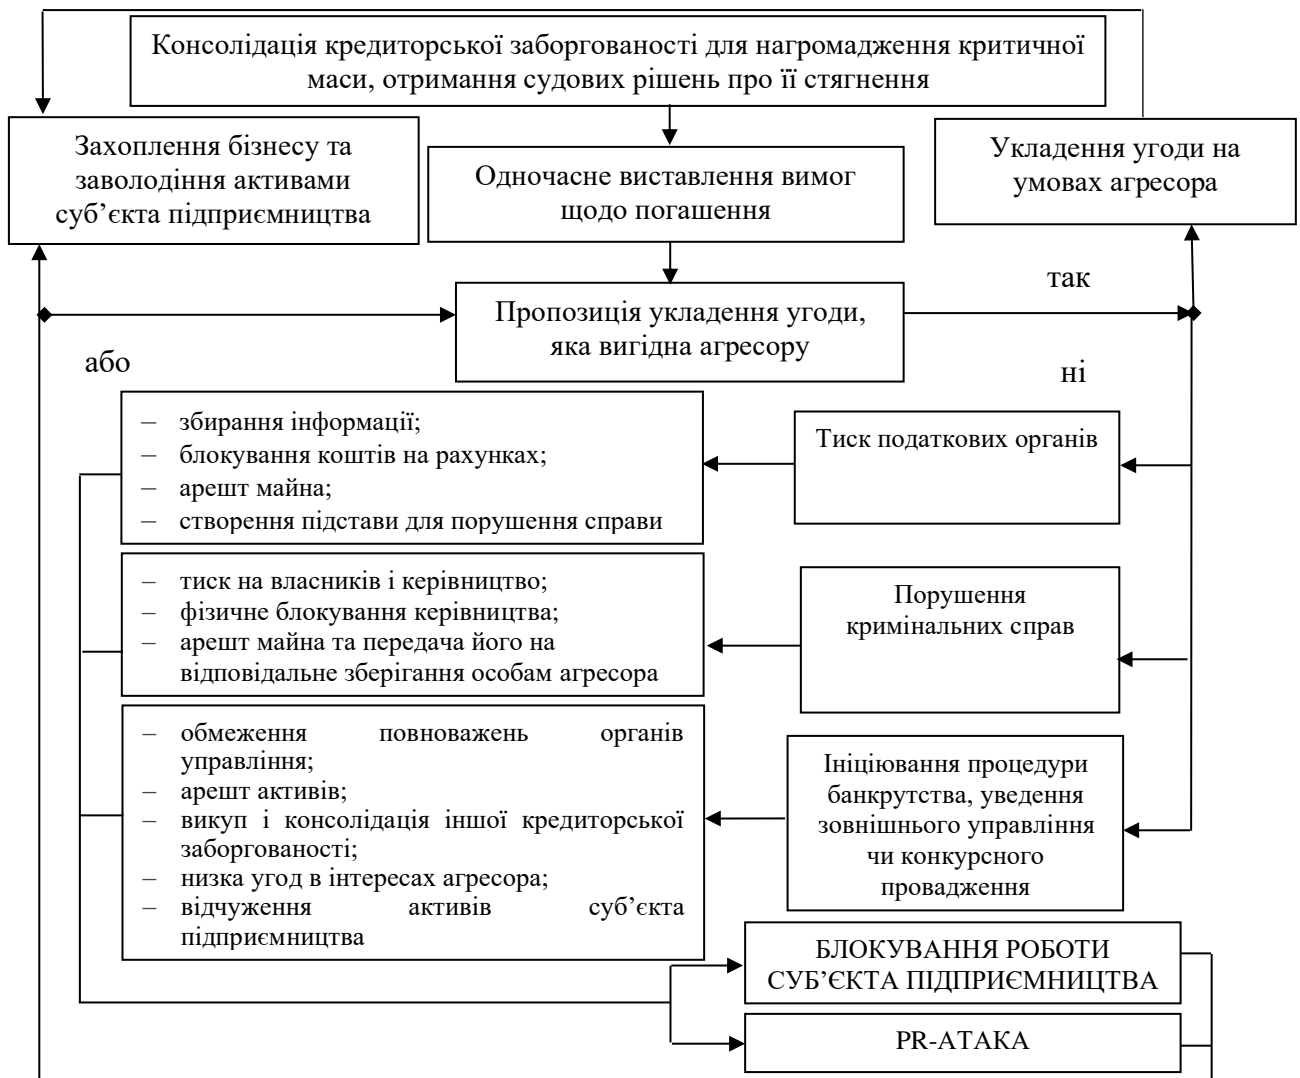 Консолідація кредиторської заборгованості для нагромадження критичної
маси, отримання судових рішень про її стягнення
Захоплення бізнесу та
заволодіння активами
суб’єкта підприємництва
Одночасне виставлення вимог
щодо погашення
Укладення угоди на
умовах агресора
так
Пропозиція укладення угоди,
яка вигідна агресору
або
ні
– збирання інформації;
– блокування коштів на рахунках;
– арешт майна;
– створення підстави для порушення справи
Тиск податкових органів
– тиск на власників і керівництво;
– фізичне блокування керівництва;
– арешт майна та передача його на
відповідальне зберігання особам агресора
Порушення
кримінальних справ
– обмеження повноважень органів
управління;
– арешт активів;
– викуп і консолідація іншої кредиторської
заборгованості;
– низка угод в інтересах агресора;
– відчуження активів суб’єкта
підприємництва
Ініціювання процедури
банкрутства, уведення
зовнішнього управління
чи конкурсного
провадження
БЛОКУВАННЯ РОБОТИ
СУБ’ЄКТА ПІДПРИЄМНИЦТВА
PR-АТАКА